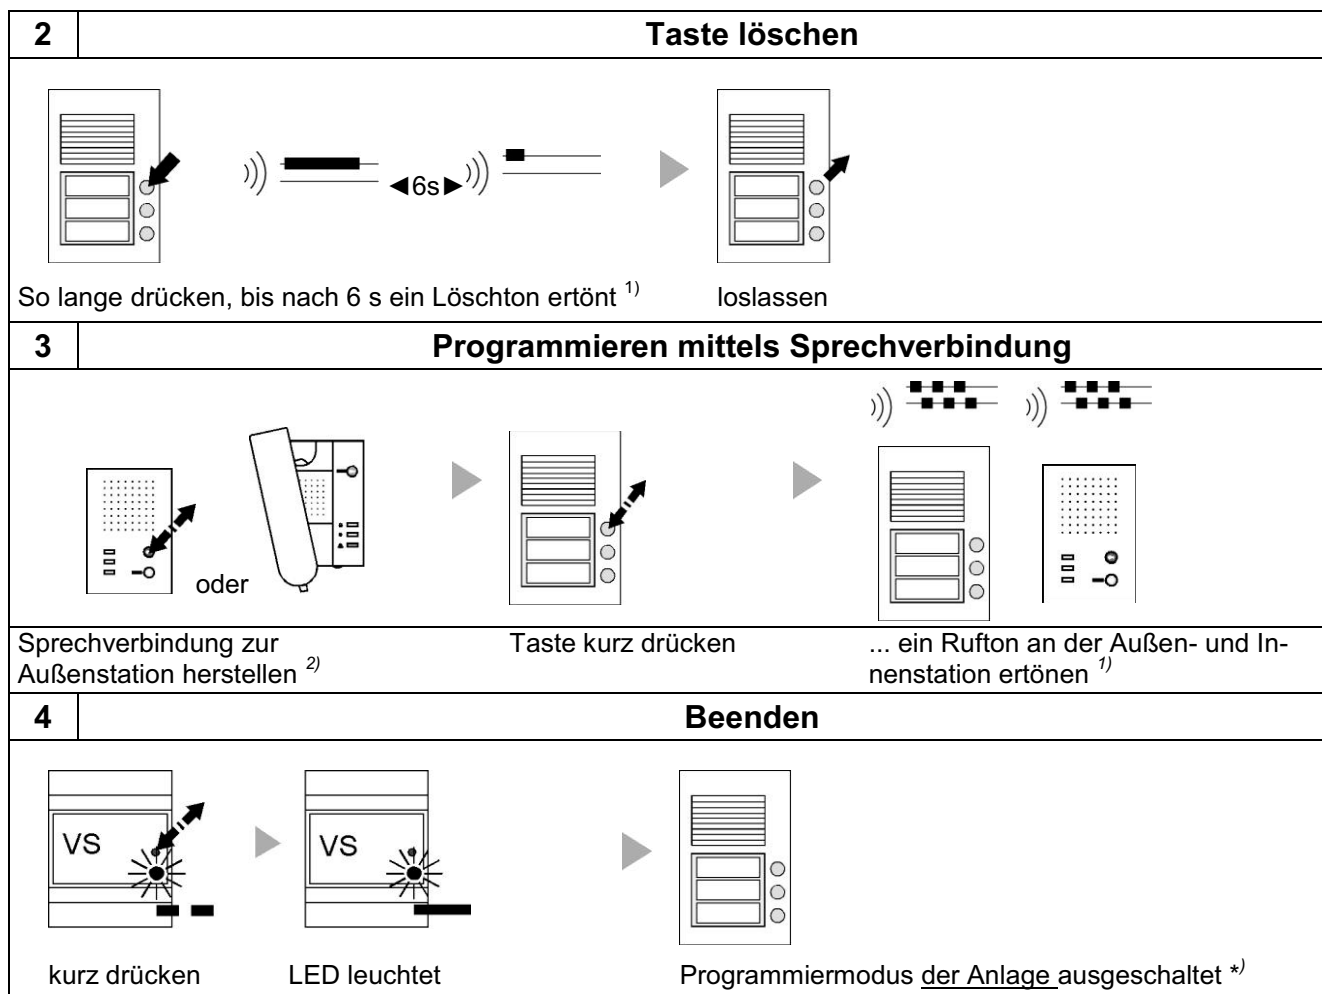 2 Taste löschen
◄6s►
So lange drücken, bis nach 6 s ein Löschton ertönt 1) loslassen
3 Programmieren mittels Sprechverbindung
oder
Sprechverbindung zur
Außenstation herstellen 2)
Taste kurz drücken
... ein Rufton an der Außen- und In-
nenstation ertönen 1)
4 Beenden
VS VS
kurz drücken LED leuchtet Programmiermodus der Anlage ausgeschaltet *)